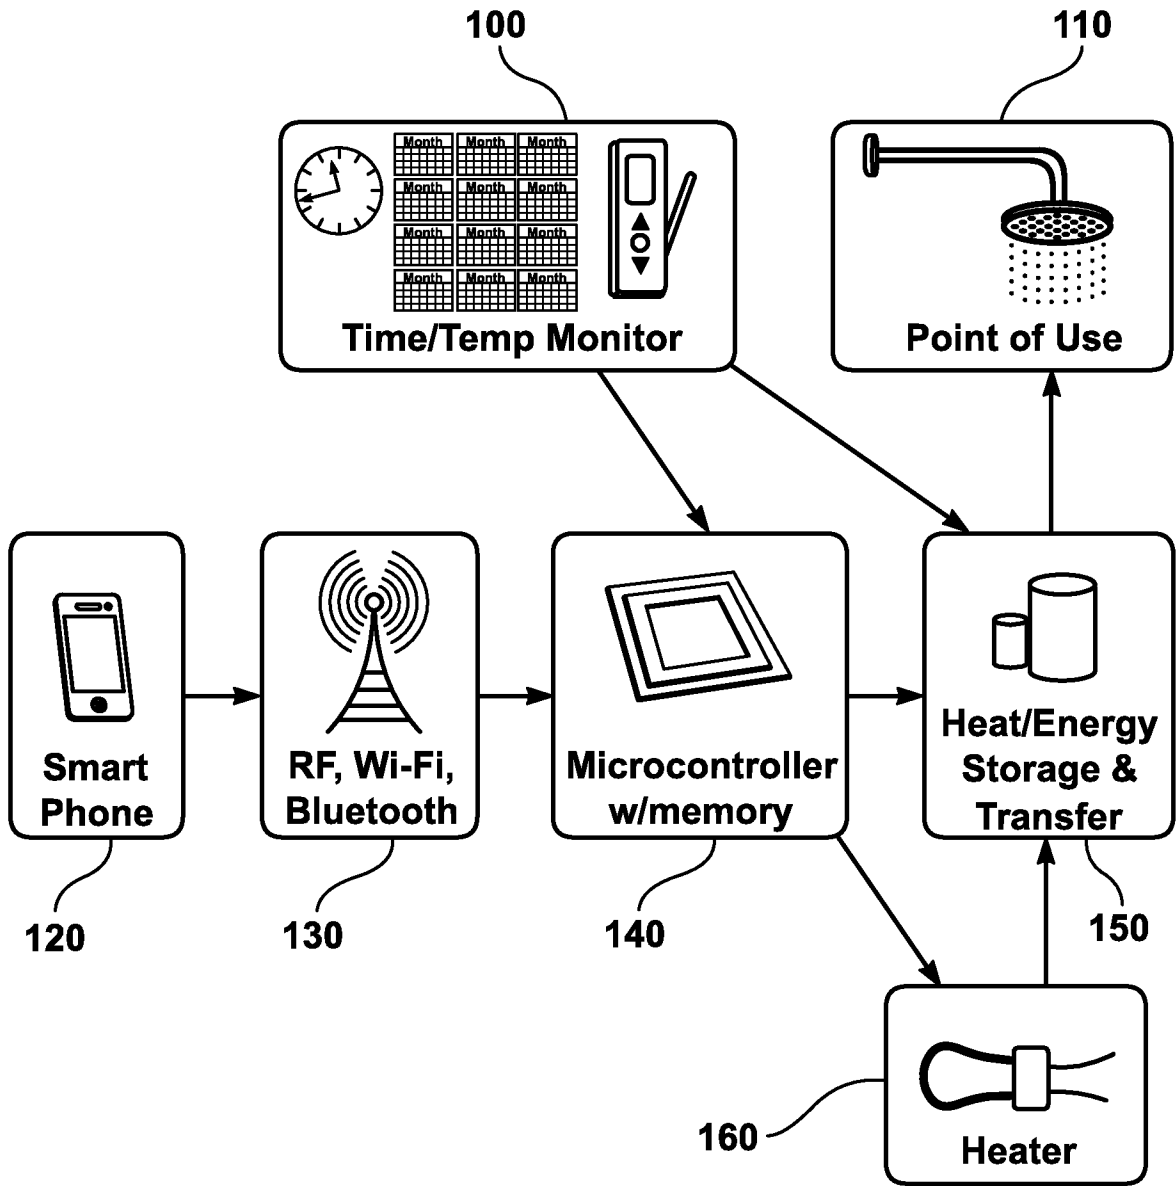 100
110
Month Month Month
Month Month Month
Month Month Month
Month Month Month
Time/Temp Monitor
Point of Use
Smart
Phone
RF, Wi-Fi,
Bluetooth
Microcontroller
w/memory
Heat/Energy
Storage &
Transfer
120
130
140
150
160
Heater